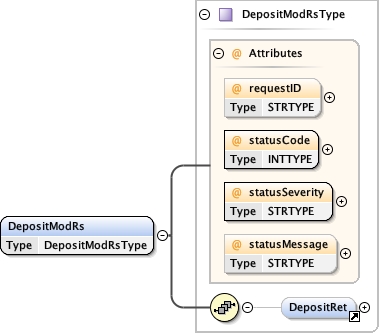 DepositModRsType
@ Attributes
@ requestID
Type STRTYPE
@ statusCode
Type INTTYPE
@ statusSeverity
Type STRTYPE
DepositModRs
Type DepositModRsType
@ statusMessage
Type STRTYPE
DepositRet